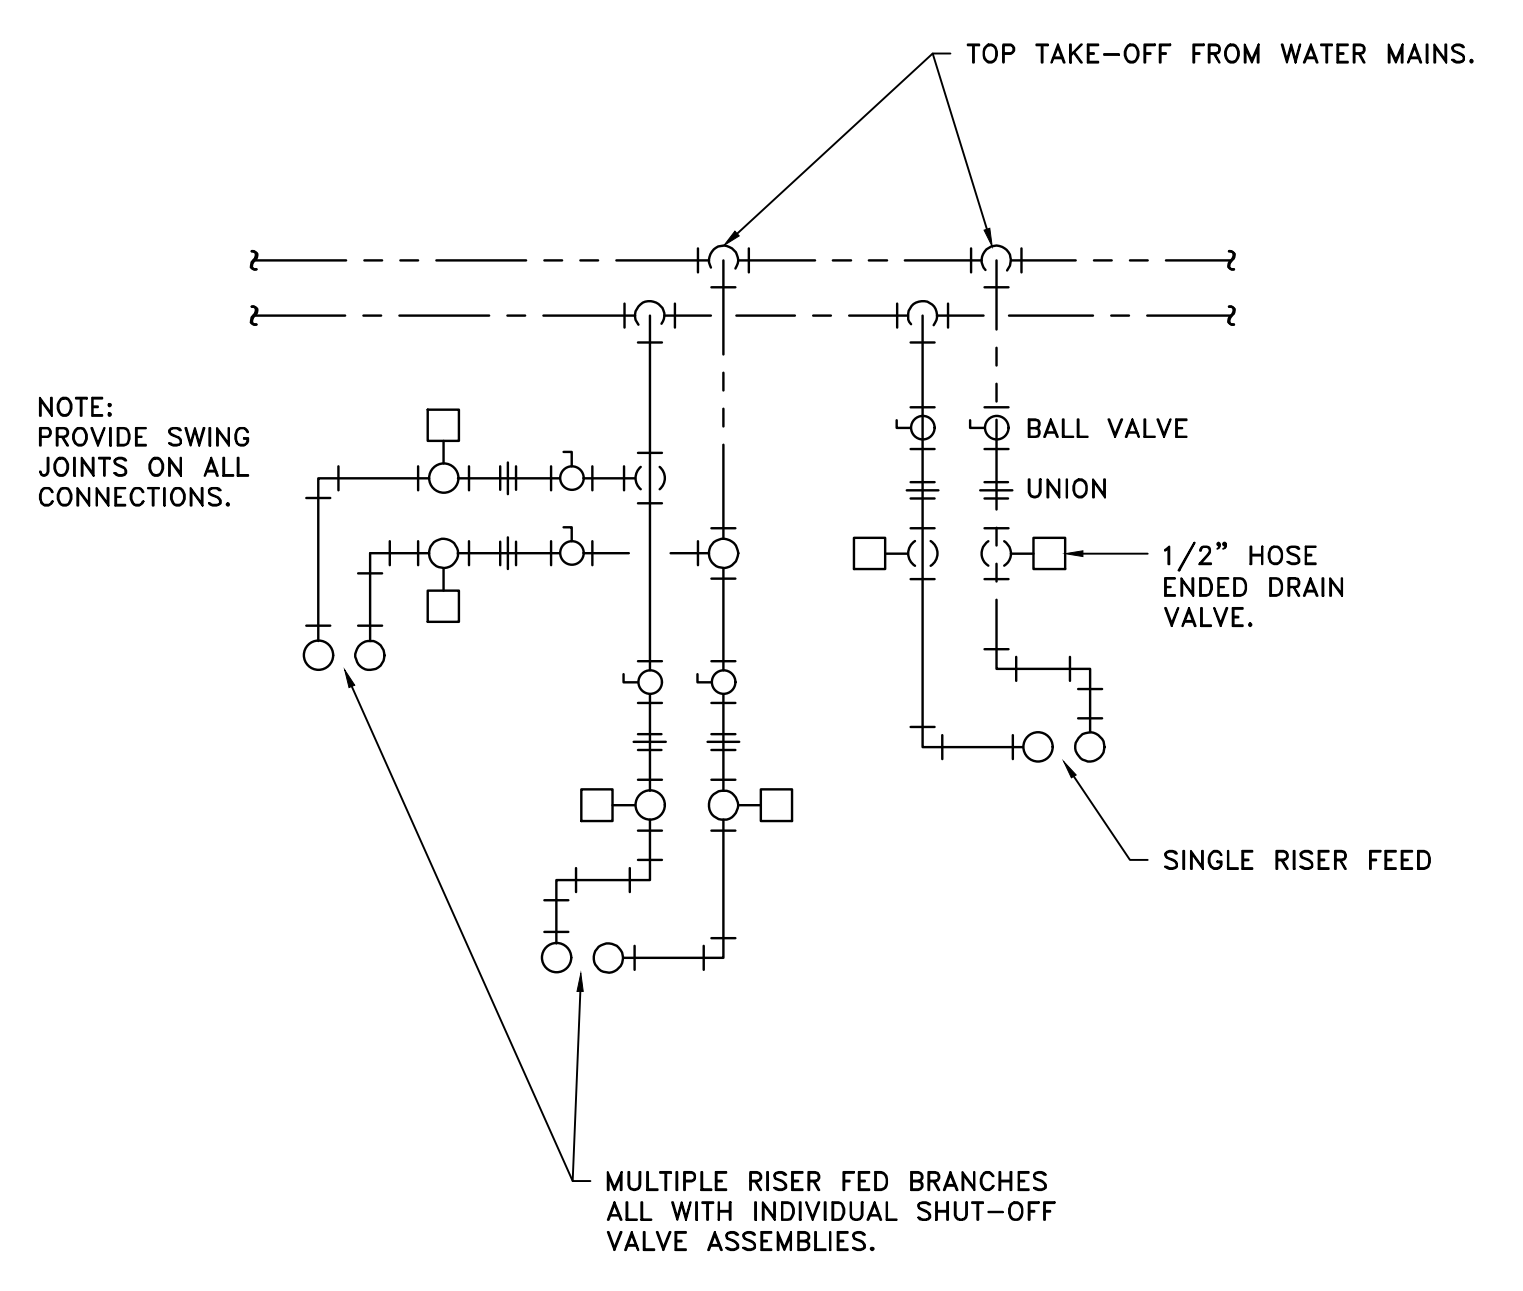 TOP TAKE-OFF FROM WATER MAINS.
NOTE:
PROVIDE SWING
JOINTS ON ALL
CONNECTIONS.
BALL VALVE
UNION
1/2" HOSE
ENDED DRAIN
VALVE.
SINGLE RISER FEED
MULTIPLE RISER FED BRANCHES
ALL WITH INDIVIDUAL SHUT-OFF
VALVE ASSEMBLIES.